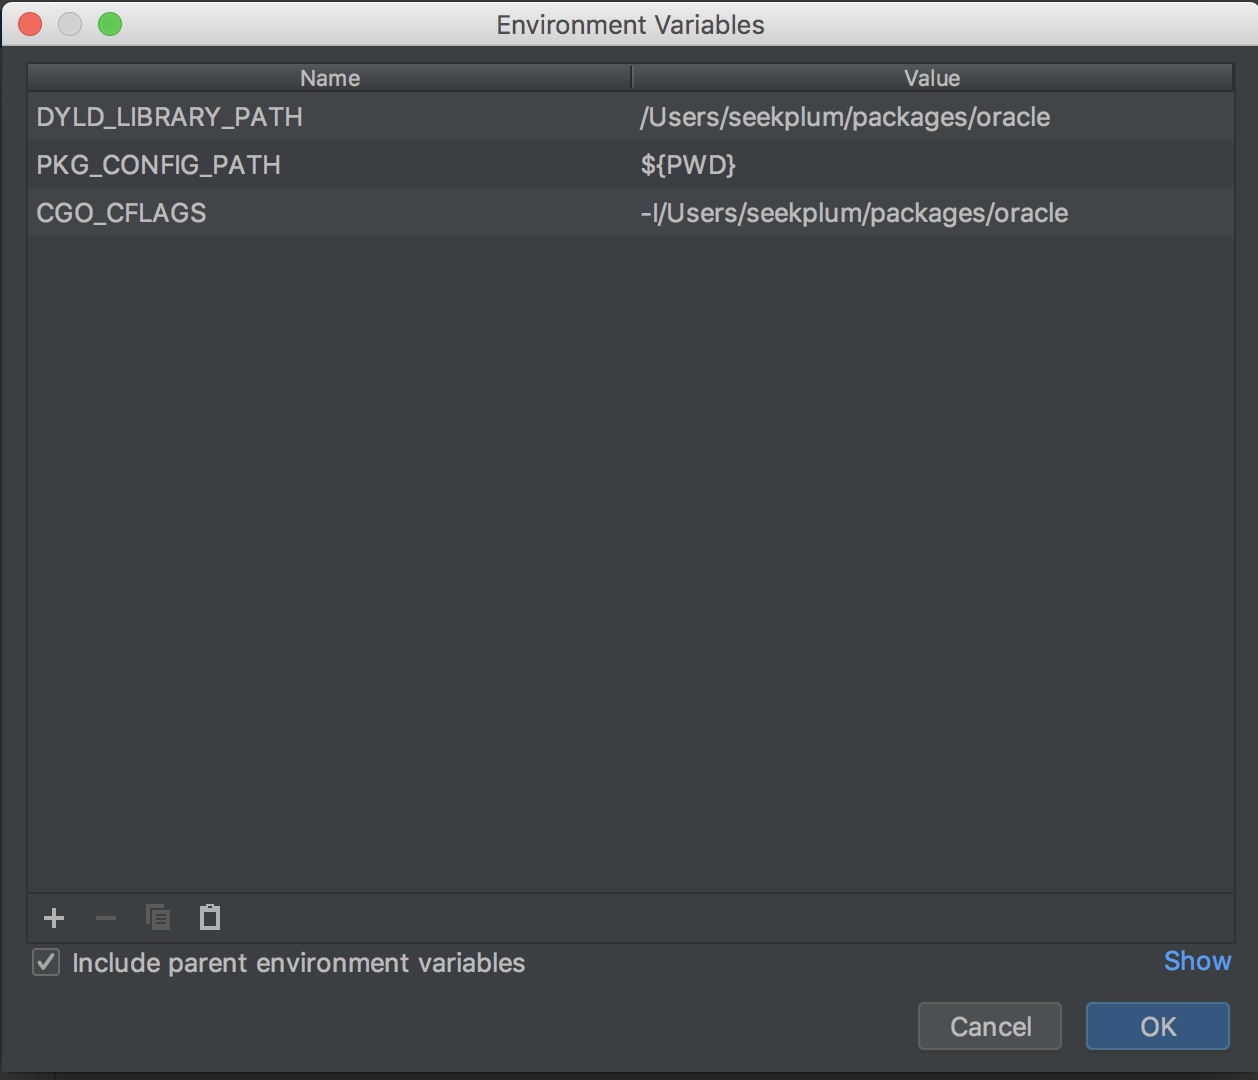 Environment Variables
Name Value
DYLD_LIBRARY_PATH /Users/seekplum/packages/oracle
PKG_CONFIG_PATH ${PWD}
CGO_CFLAGS -I/Users/seekplum/packages/oracle
Include parent environment variables Show
Cancel OK